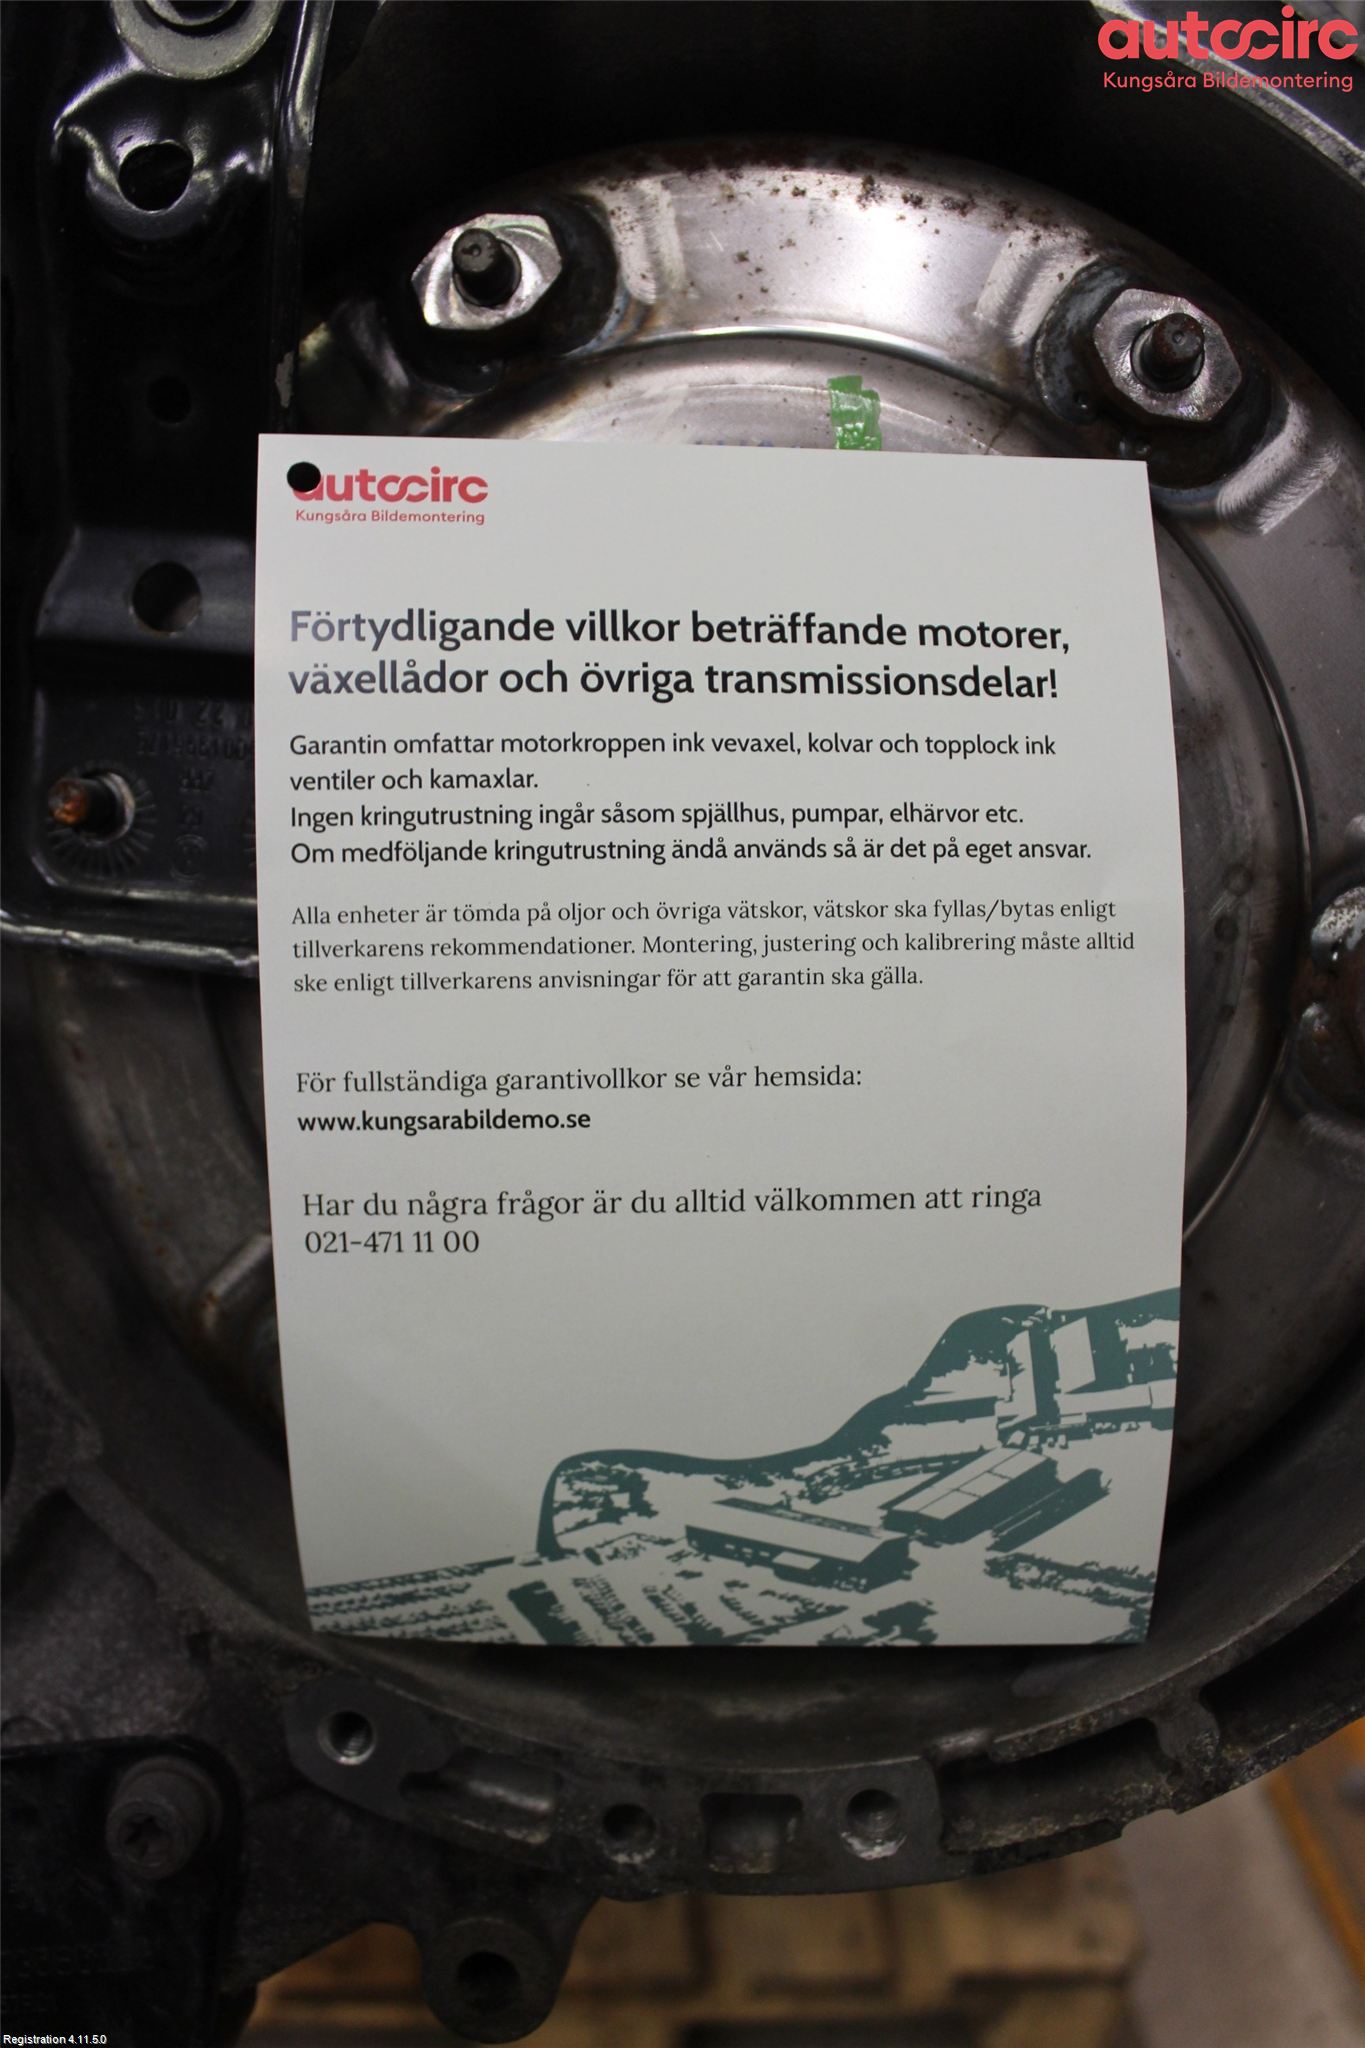 autocirc
Kungsåra Bildemontering
autocirc
Kungsåra Bildemontering
Förtydligande villkor beträffande motorer,
växellådor och övriga transmissionsdelar!
Garantin omfattar motorkroppen ink vevaxel, kolvar och topplock ink
ventiler och kamaxlar.
Ingen kringutrustning ingår såsom spjällhus, pumpar, elhärvor etc.
Om medföljande kringutrustning ändå används så är det på eget ansvar.
Alla enheter är tömda på oljor och övriga vätskor, vätskor ska fyllas/bytas enligt
tillverkarens rekommendationer. Montering, justering och kalibrering måste alltid
ske enligt tillverkarens anvisningar för att garantin ska gälla.
För fullständiga garantivollkor se vår hemsida:
www.kungsarabildemo.se
Har du några frågor är du alltid välkommen att ringa
021-471 11 00
Registration 4.11.5.0